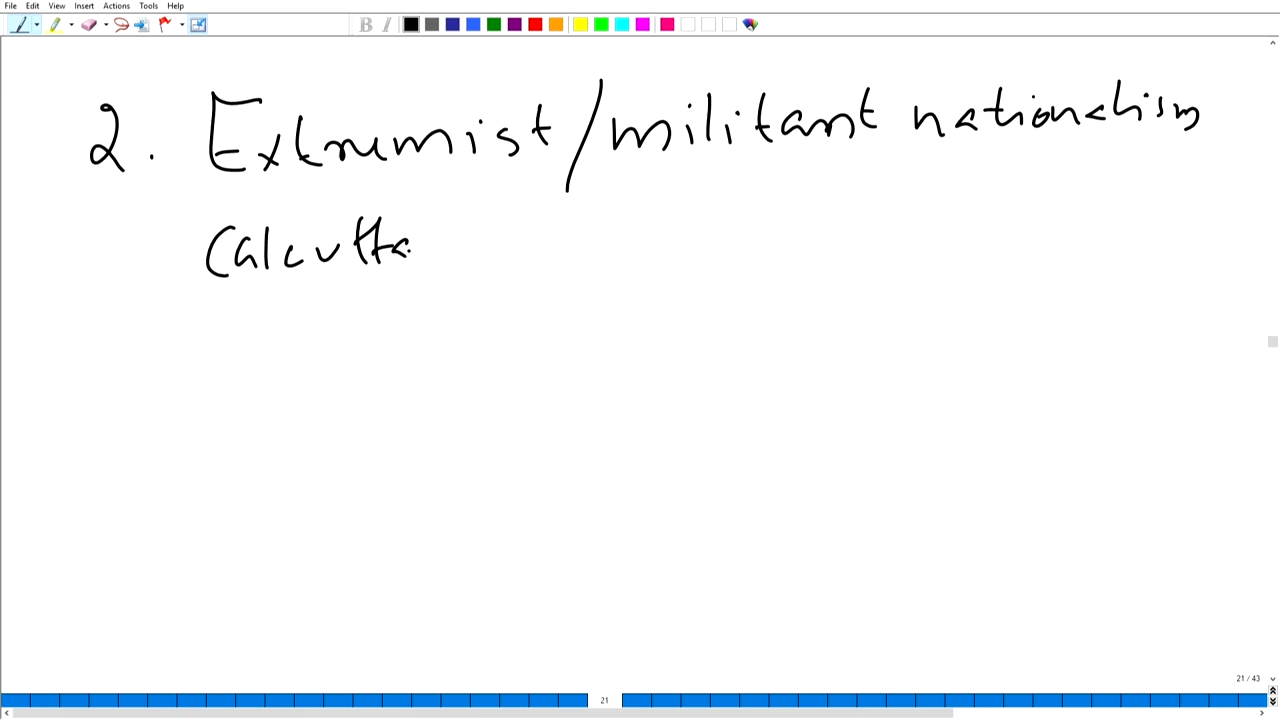 File Edit View Insert Actions Tools Help
B I
2. Extremist/militant nationalism
Calcutta
21 / 43
21